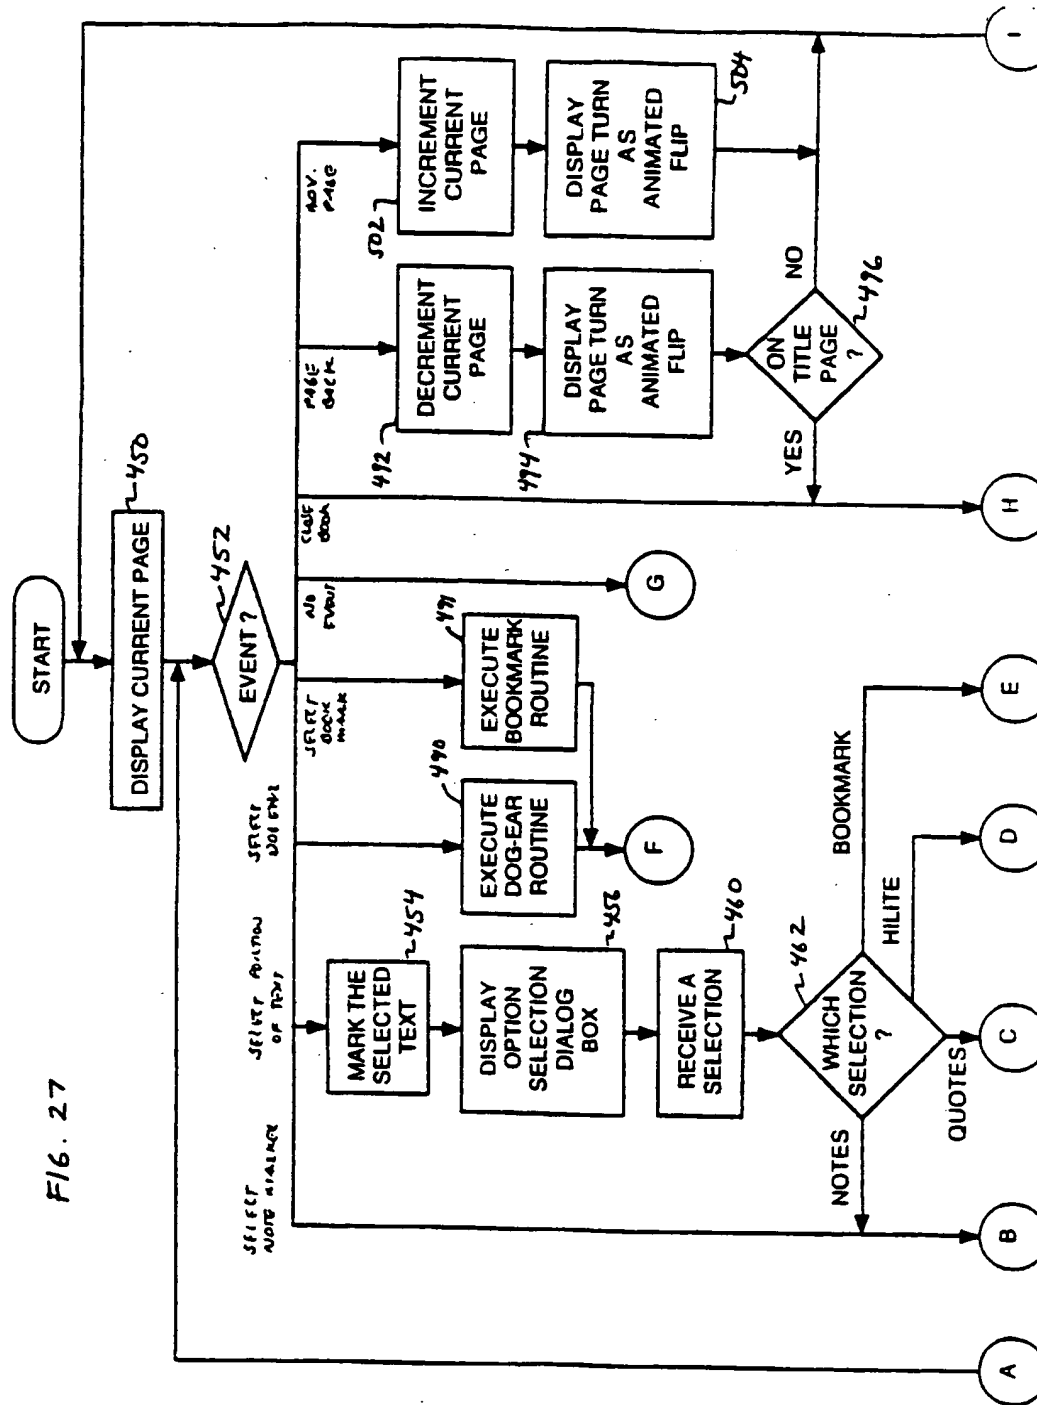 FIG. 27
START
DISPLAY CURRENT PAGE
450
EVENT ?
452
SELECT
NOTE MARKER
SELECT PORTION
OF TEXT
SELECT
DOG EAR
SELECT
BOOK
MARK
NO
EVENT
CLOSE
BOOK
PAGE
BACK
ADV.
PAGE
MARK THE
SELECTED
TEXT
454
DISPLAY
OPTION
SELECTION
DIALOG
BOX
456
RECEIVE A
SELECTION
460
WHICH
SELECTION
?
462
NOTES
QUOTES
HILITE
BOOKMARK
EXECUTE
DOG-EAR
ROUTINE
490
EXECUTE
BOOKMARK
ROUTINE
491
DECREMENT
CURRENT
PAGE
492
DISPLAY
PAGE TURN
AS
ANIMATED
FLIP
494
ON
TITLE
PAGE
?
496
YES
NO
INCREMENT
CURRENT
PAGE
502
DISPLAY
PAGE TURN
AS
ANIMATED
FLIP
504
F
G
A
B
C
D
E
H
I